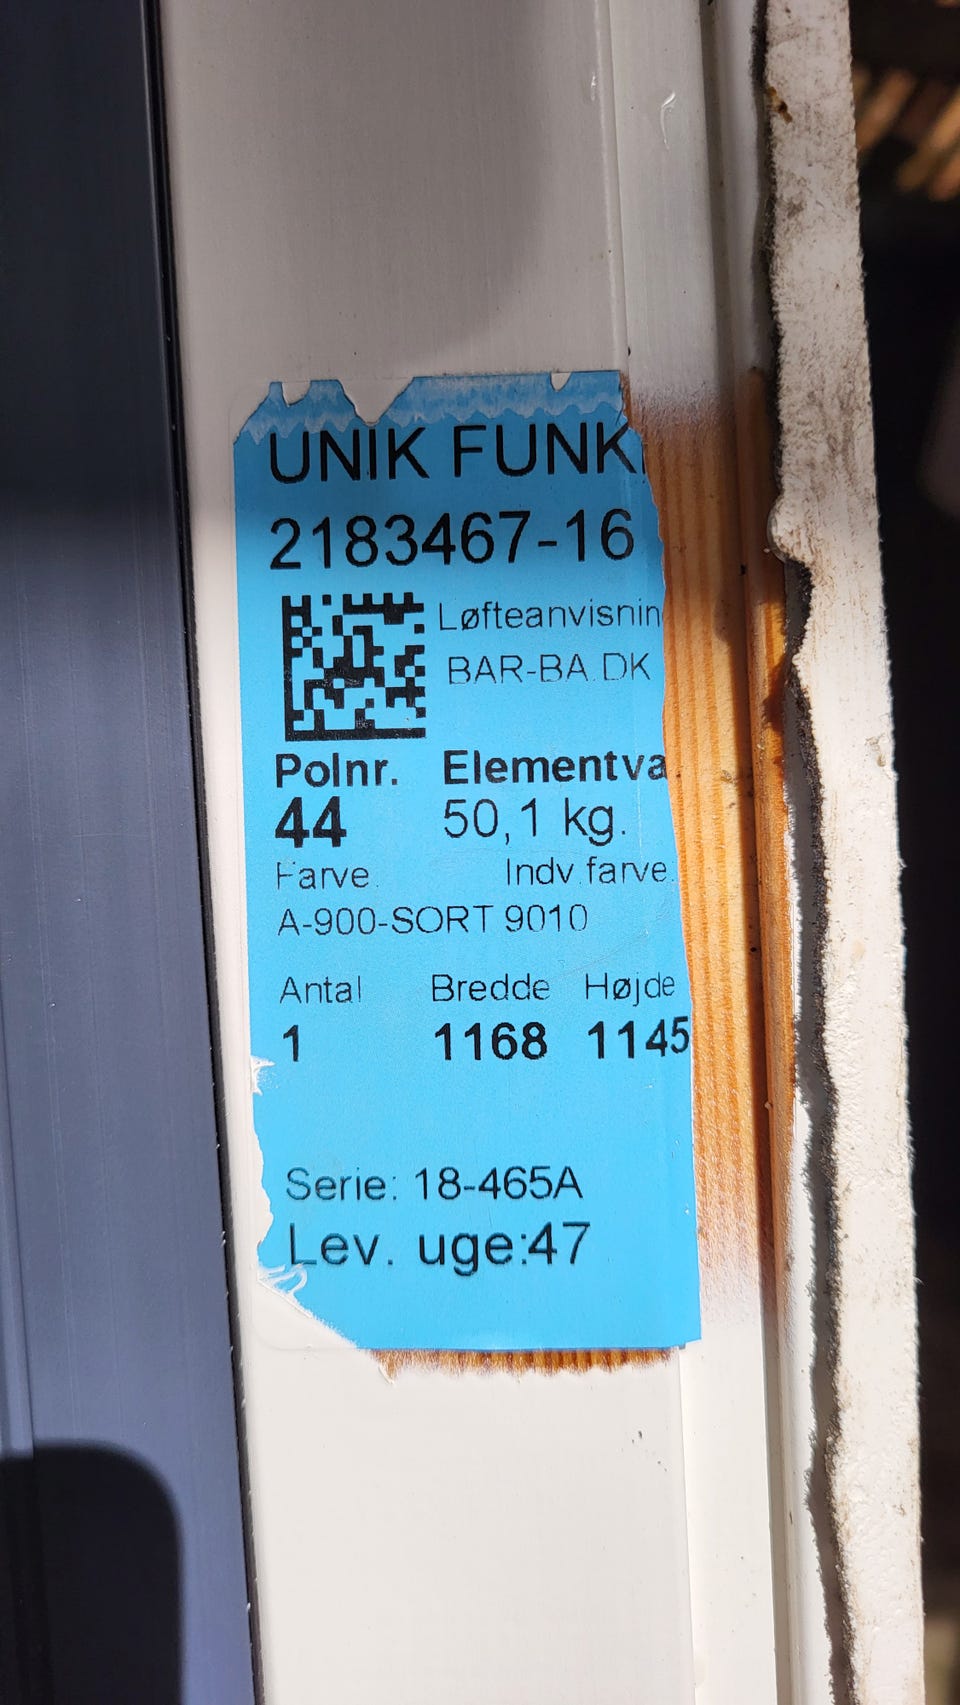 UNIK FUNK
2183467-16
Løfteanvisnin
BAR-BA.DK
Polnr. Elementva
44 50,1 kg.
Farve. Indv.farve.
A-900-SORT 9010
Antal Bredde Højde
1 1168 1145
Serie: 18-465A
Lev. uge:47